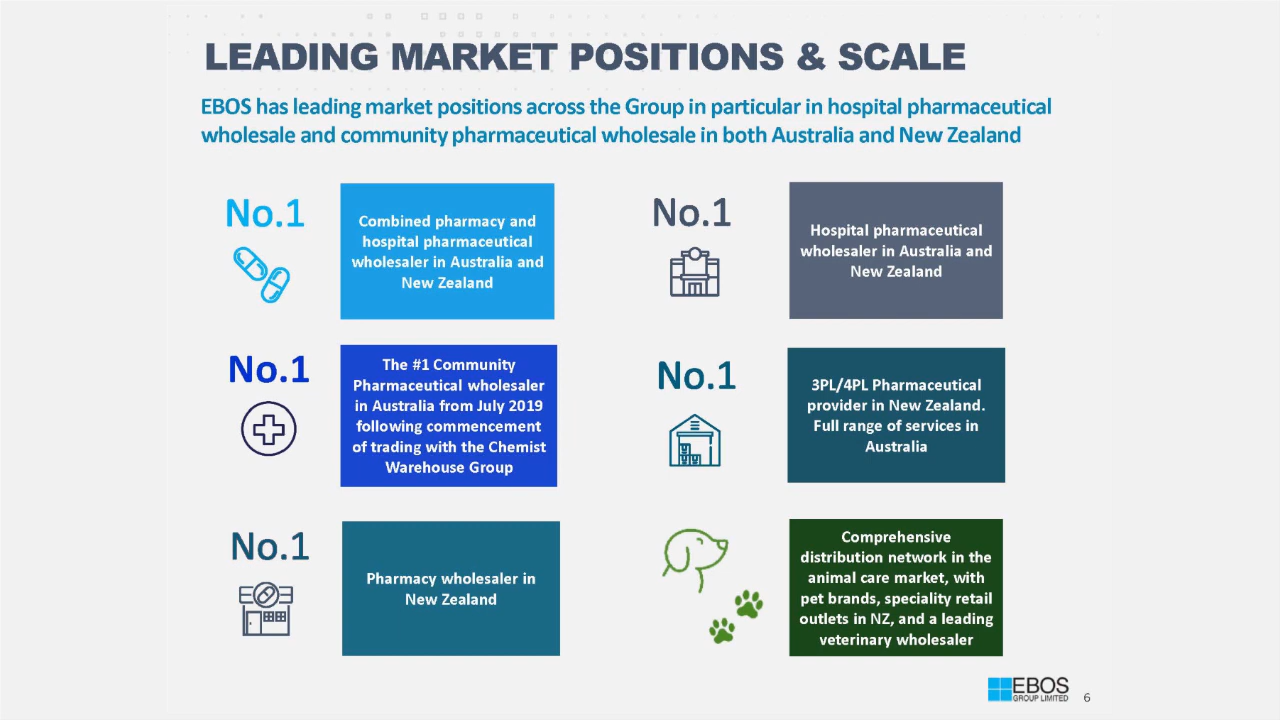 LEADING MARKET POSITIONS & SCALE
EBOS has leading market positions across the Group in particular in hospital pharmaceutical
wholesale and community pharmaceutical wholesale in both Australia and New Zealand
No.1
Combined pharmacy and
hospital pharmaceutical
wholesaler in Australia and
New Zealand
No.1
Hospital pharmaceutical
wholesaler in Australia and
New Zealand
No.1
The #1 Community
Pharmaceutical wholesaler
in Australia from July 2019
following commencement
of trading with the Chemist
Warehouse Group
No.1
3PL/4PL Pharmaceutical
provider in New Zealand.
Full range of services in
Australia
No.1
Pharmacy wholesaler in
New Zealand
Comprehensive
distribution network in the
animal care market, with
pet brands, speciality retail
outlets in NZ, and a leading
veterinary wholesaler
EBOS
GROUP LIMITED
6